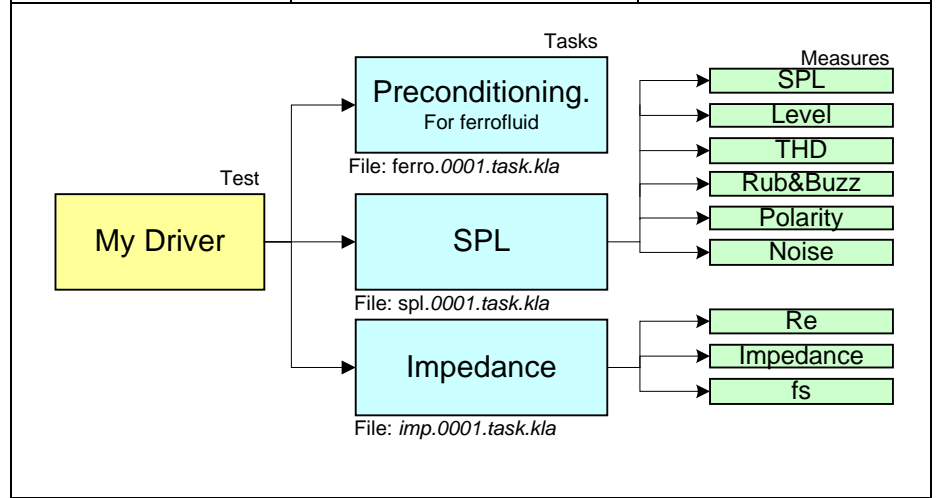 Tasks
Measures
Preconditioning.
For ferrofluid
File: ferro.0001.task.kla
Test
My Driver
SPL
File: spl.0001.task.kla
Impedance
File: imp.0001.task.kla
SPL
Level
THD
Rub&Buzz
Polarity
Noise
Re
Impedance
fs